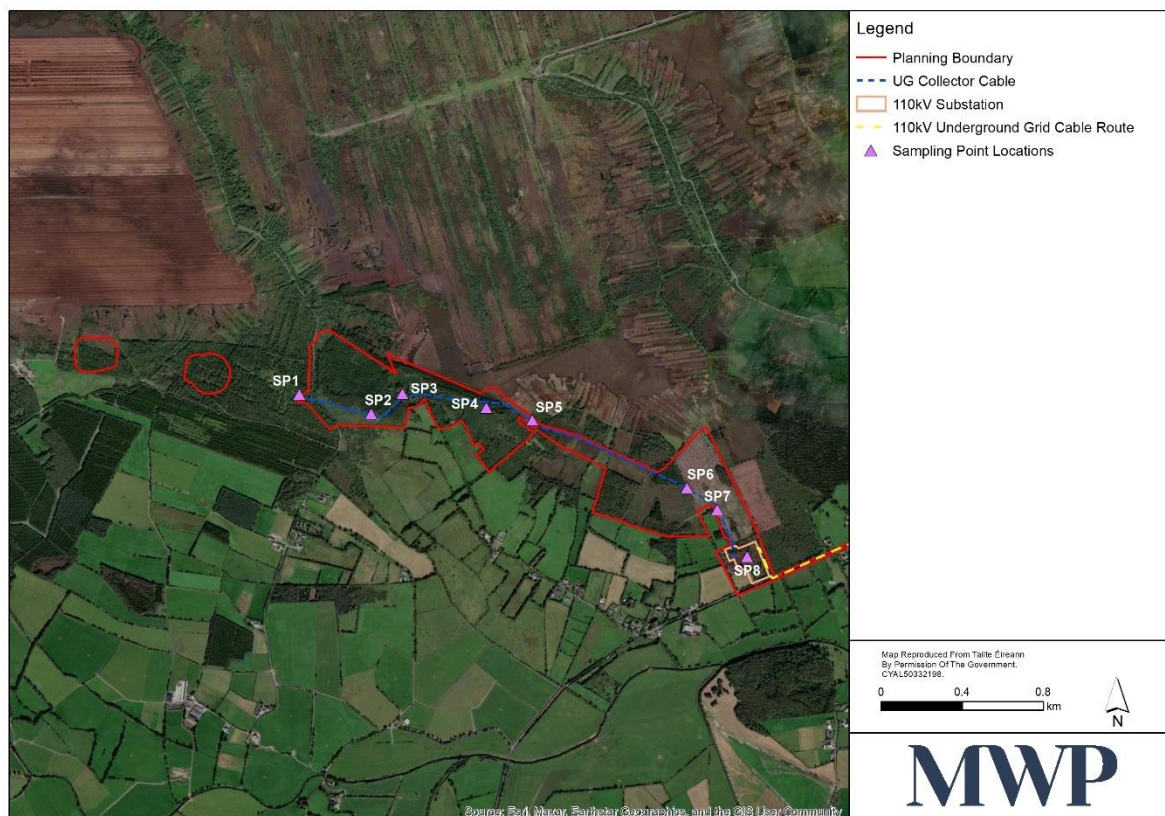 Legend
Planning Boundary
UG Collector Cable
110kV Substation
110kV Underground Grid Cable Route
Sampling Point Locations
SP1
SP2
SP3
SP4
SP5
SP6
SP7
SP8
Map Reproduced From Tailte Éireann
By Permission Of The Government.
CYAL50332198.
0 0.4 0.8
km
N
MWP
Source: Esri, Maxar, Earthstar Geographics, and the GIS User Community